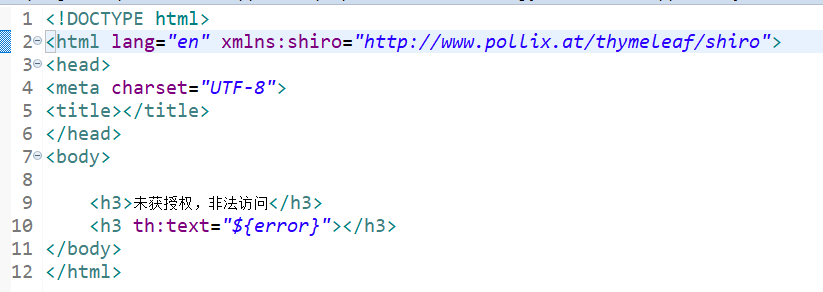 1 <!DOCTYPE html>
2 <html lang="en" xmlns:shiro="http://www.pollix.at/thymeleaf/shiro">
3 <head>
4 <meta charset="UTF-8">
5 <title></title>
6 </head>
7 <body>
8
9 <h3>未获授权，非法访问</h3>
10 <h3 th:text="${error}"></h3>
11 </body>
12 </html>